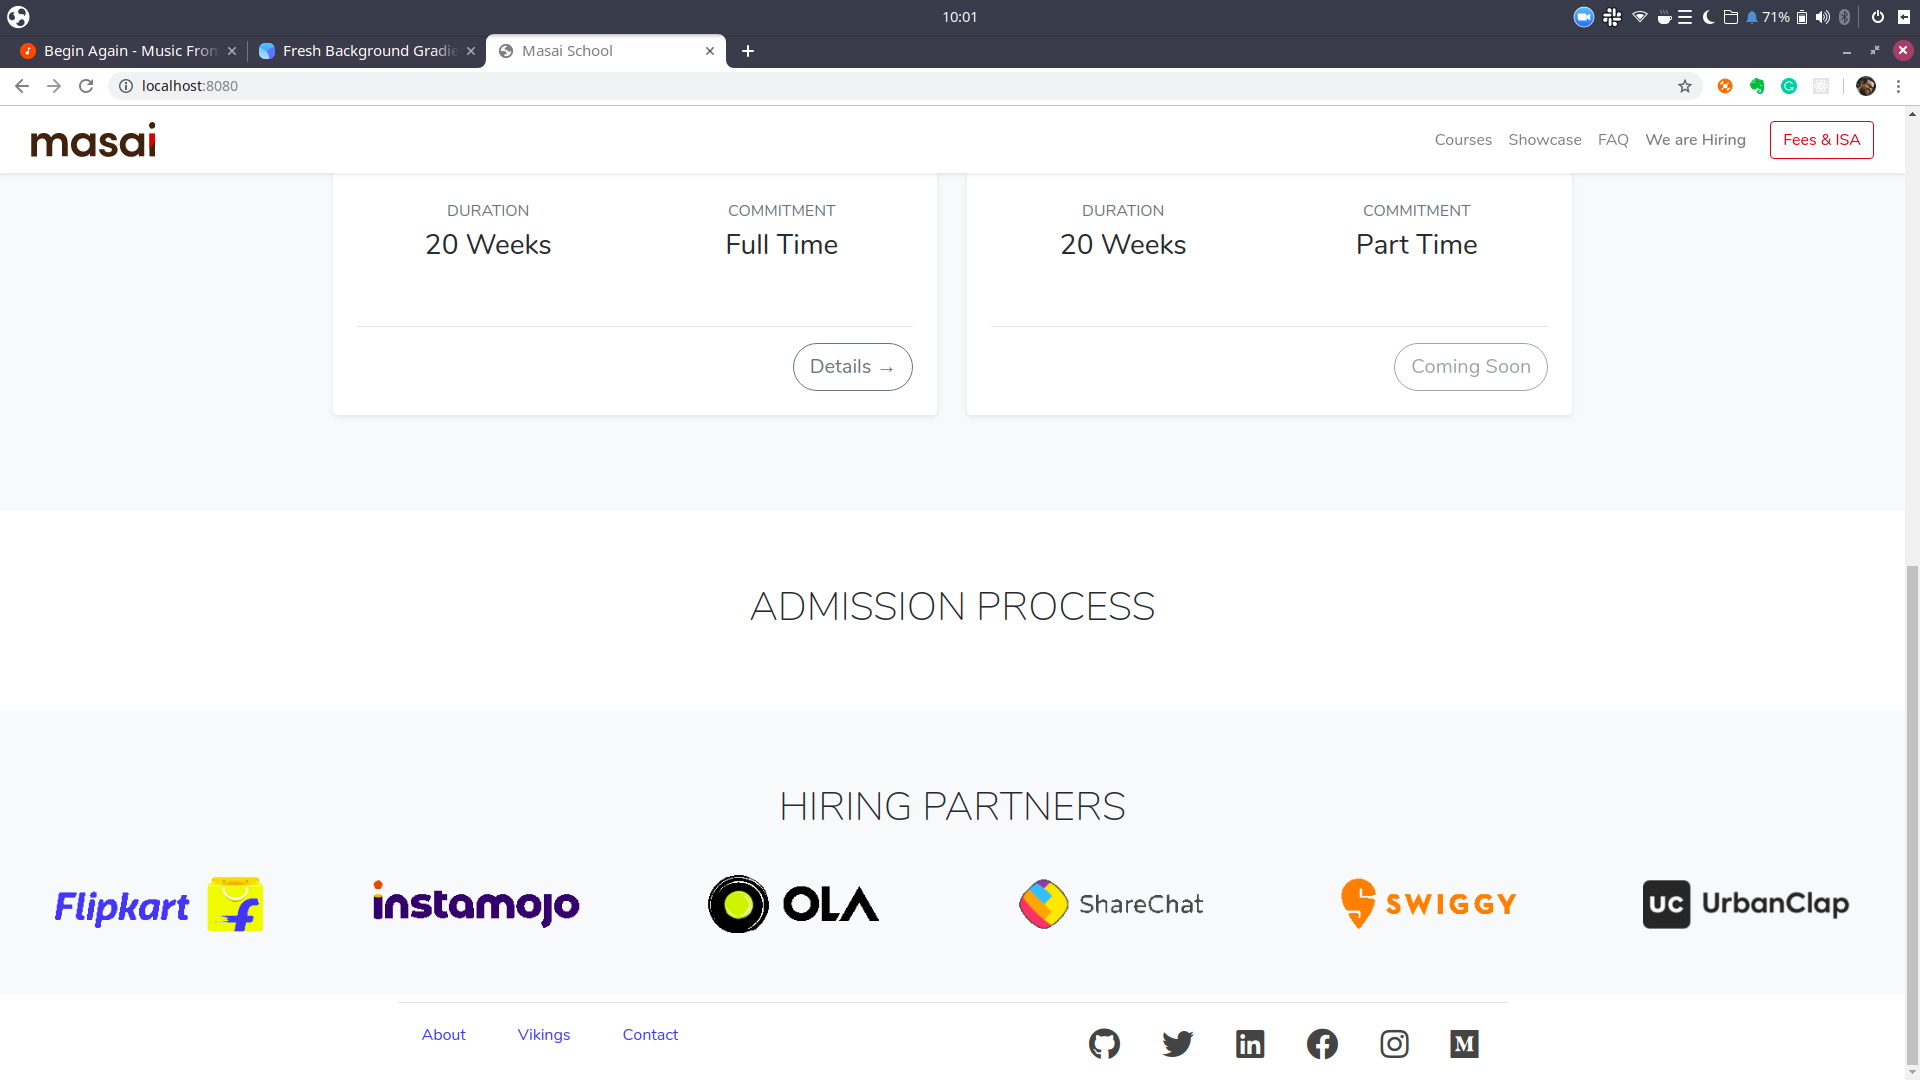 10:01
71%
Begin Again - Music From
Fresh Background Gradie
Masai School
localhost:8080
masai
Courses Showcase FAQ We are Hiring Fees & ISA
DURATION COMMITMENT DURATION COMMITMENT
20 Weeks Full Time 20 Weeks Part Time
Details → Coming Soon
ADMISSION PROCESS
HIRING PARTNERS
Flipkart f instamojo OLA ShareChat SWIGGY UC UrbanClap
About Vikings Contact in f M